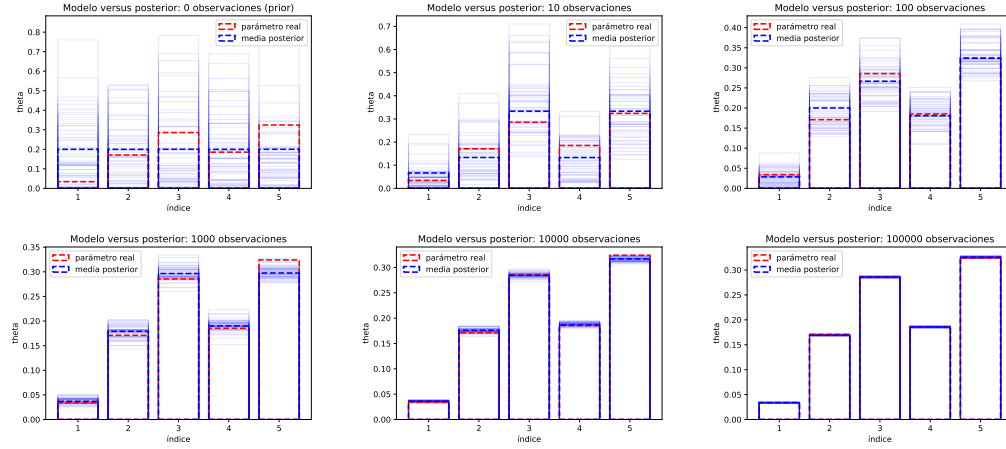 Modelo versus posterior: 0 observaciones (prior)
parámetro real
media posterior
theta
0.8
0.7
0.6
0.5
0.4
0.3
0.2
0.1
0.0
1 2 3 4 5
índice
Modelo versus posterior: 10 observaciones
parámetro real
media posterior
theta
0.7
0.6
0.5
0.4
0.3
0.2
0.1
0.0
1 2 3 4 5
índice
Modelo versus posterior: 100 observaciones
parámetro real
media posterior
theta
0.40
0.35
0.30
0.25
0.20
0.15
0.10
0.05
0.00
1 2 3 4 5
índice
Modelo versus posterior: 1000 observaciones
parámetro real
media posterior
theta
0.35
0.30
0.25
0.20
0.15
0.10
0.05
0.00
1 2 3 4 5
índice
Modelo versus posterior: 10000 observaciones
parámetro real
media posterior
theta
0.30
0.25
0.20
0.15
0.10
0.05
0.00
1 2 3 4 5
índice
Modelo versus posterior: 100000 observaciones
parámetro real
media posterior
theta
0.30
0.25
0.20
0.15
0.10
0.05
0.00
1 2 3 4 5
índice